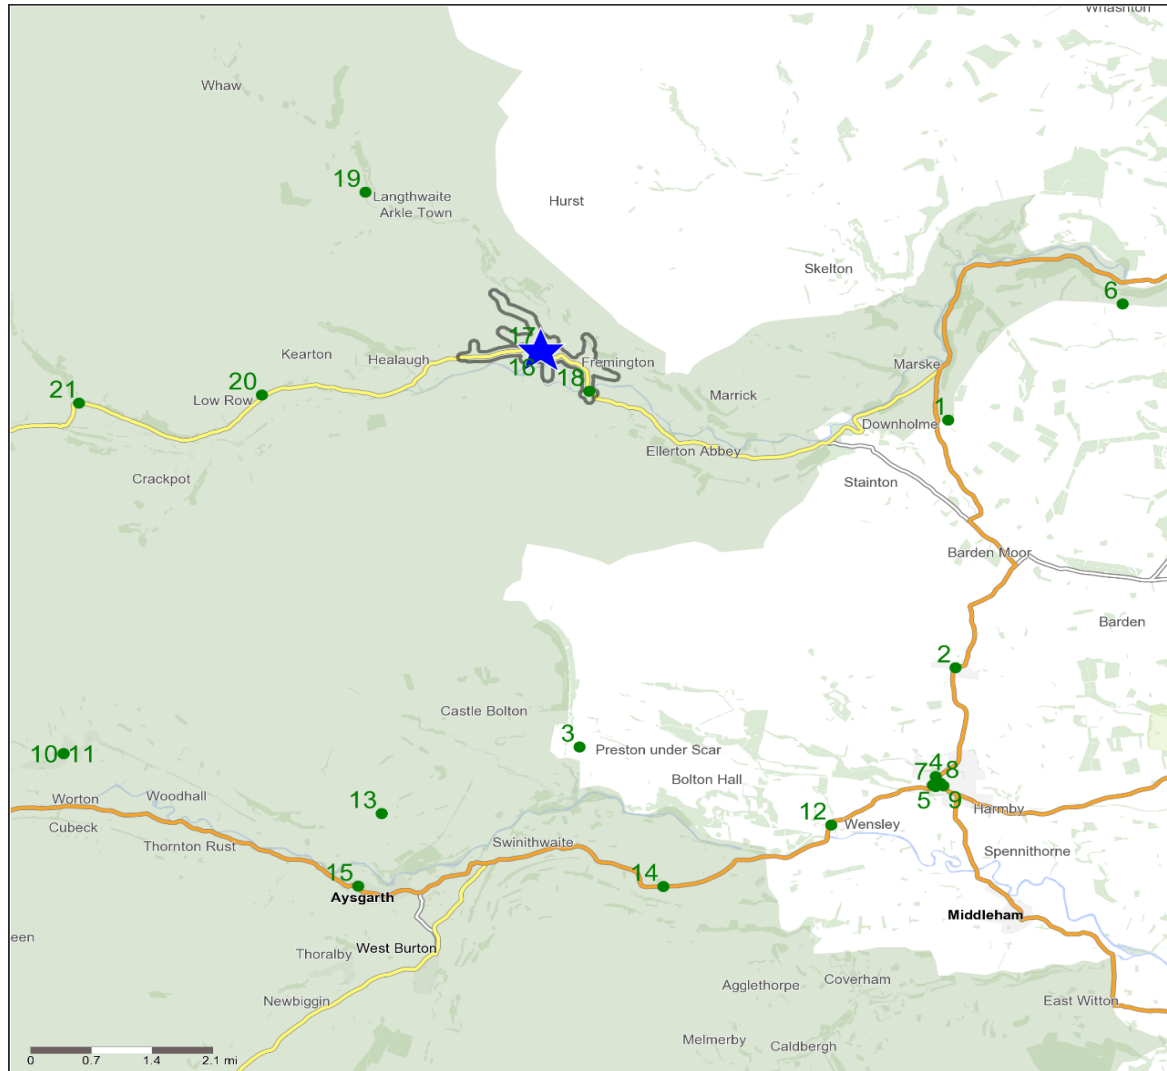 Whashton
Whaw
19
Langthwaite
Arkle Town
Hurst
Skelton
6
17
16
18
Fremington
Kearton
Healaugh
Marske
21
20
Low Row
Marrick
1
Downholme
Ellerton Abbey
Crackpot
Stainton
Barden Moor
Barden
2
Castle Bolton
3
Preston under Scar
10 11
Bolton Hall
4
7
8
5
9
Worton
Woodhall
13
12
Harmby
Cubeck
Wensley
Thornton Rust
Swinithwaite
Spennithorne
15
14
Aysgarth
Middleham
een
West Burton
Thoralby
Agglethorpe
Coverham
Newbiggin
East Witton
Melmerby
Caldbergh
0
0.7
1.4
2.1 mi